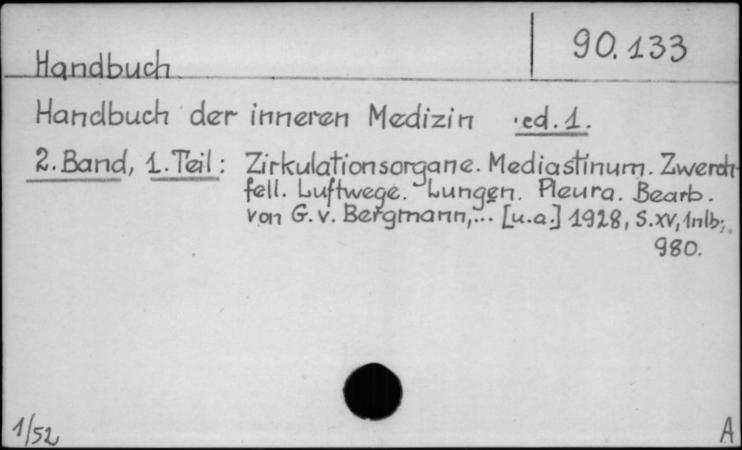 90.133
Handbuch
Handbuch der inneren Medizin ed. 1.
2. Band, 1. Teil: Zirkulationsorgane. Mediastinum. Zwerch-
fell. Luftwege. Lungen. Pleura. Bearb.
von G. v. Bergmann,... [u.a.] 1928, S. XV, 1nlb;
980.
1/52 A